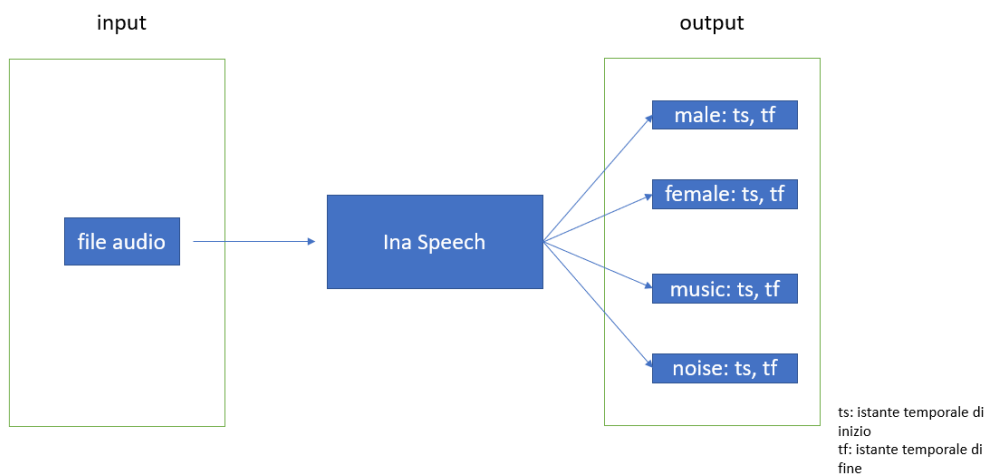 input
output
file audio
Ina Speech
male: ts, tf
female: ts, tf
music: ts, tf
noise: ts, tf
ts: istante temporale di
inizio
tf: istante temporale di
fine